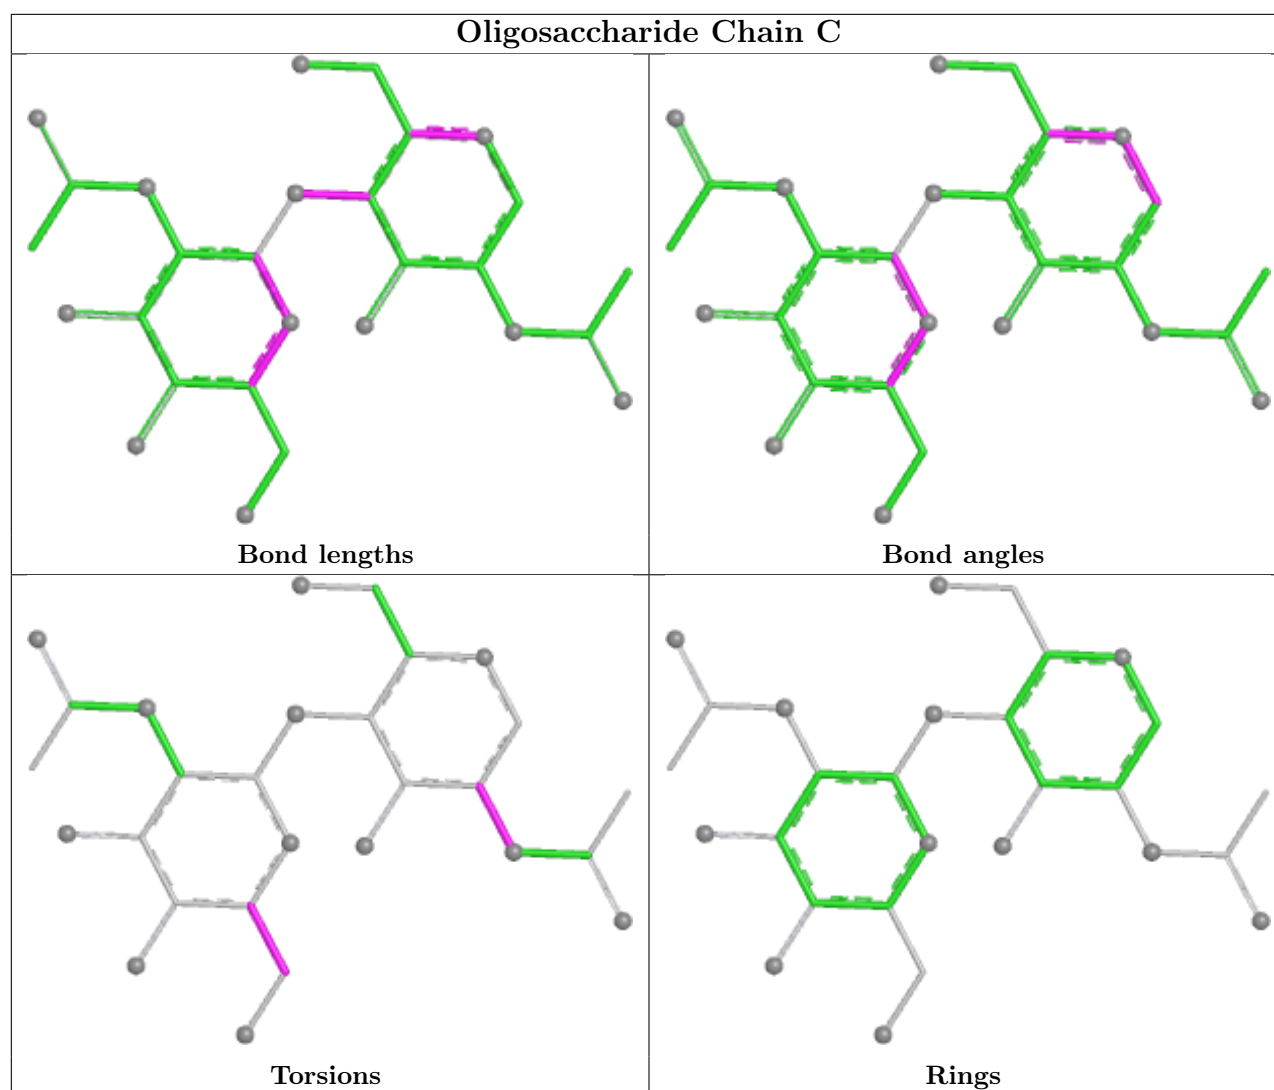 Oligosaccharide Chain C
Bond lengths
Bond angles
Torsions
Rings